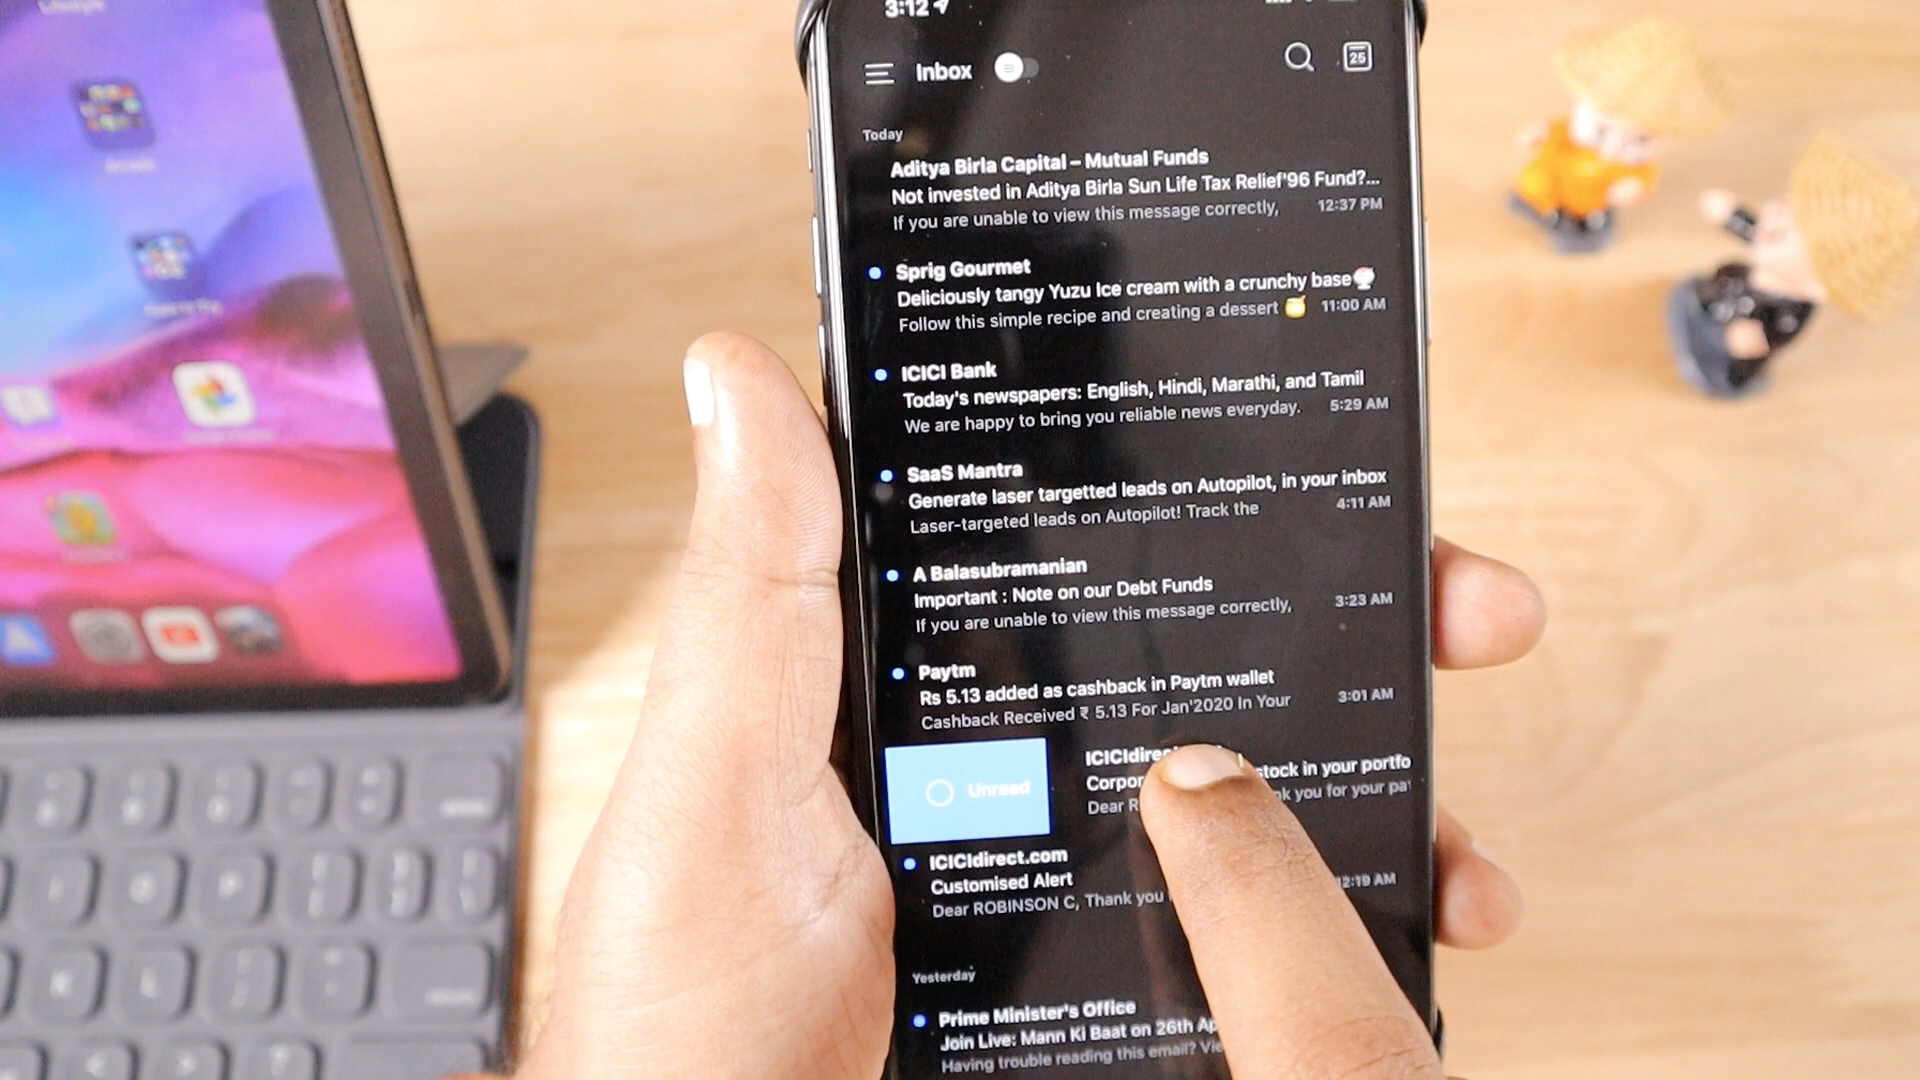 3:12
Inbox
25
Today
Aditya Birla Capital – Mutual Funds
Not invested in Aditya Birla Sun Life Tax Relief'96 Fund?...
If you are unable to view this message correctly,
12:37 PM
Sprig Gourmet
Deliciously tangy Yuzu Ice cream with a crunchy base🍨
Follow this simple recipe and creating a dessert 🍯
11:00 AM
ICICI Bank
Today's newspapers: English, Hindi, Marathi, and Tamil
We are happy to bring you reliable news everyday.
5:29 AM
SaaS Mantra
Generate laser targetted leads on Autopilot, in your inbox
Laser-targeted leads on Autopilot! Track the
4:11 AM
A Balasubramanian
Important : Note on our Debt Funds
If you are unable to view this message correctly,
3:23 AM
Paytm
Rs 5.13 added as cashback in Paytm wallet
Cashback Received ₹ 5.13 For Jan'2020 In Your
3:01 AM
Unread
stock in your
Dear
you for your
ICICIdirect.com
Customised Alert
Dear ROBINSON C, Thank you
12:19 AM
Yesterday
Prime Minister's Office
Join Live: Mann Ki Baat on 26th
Having trouble reading this email?